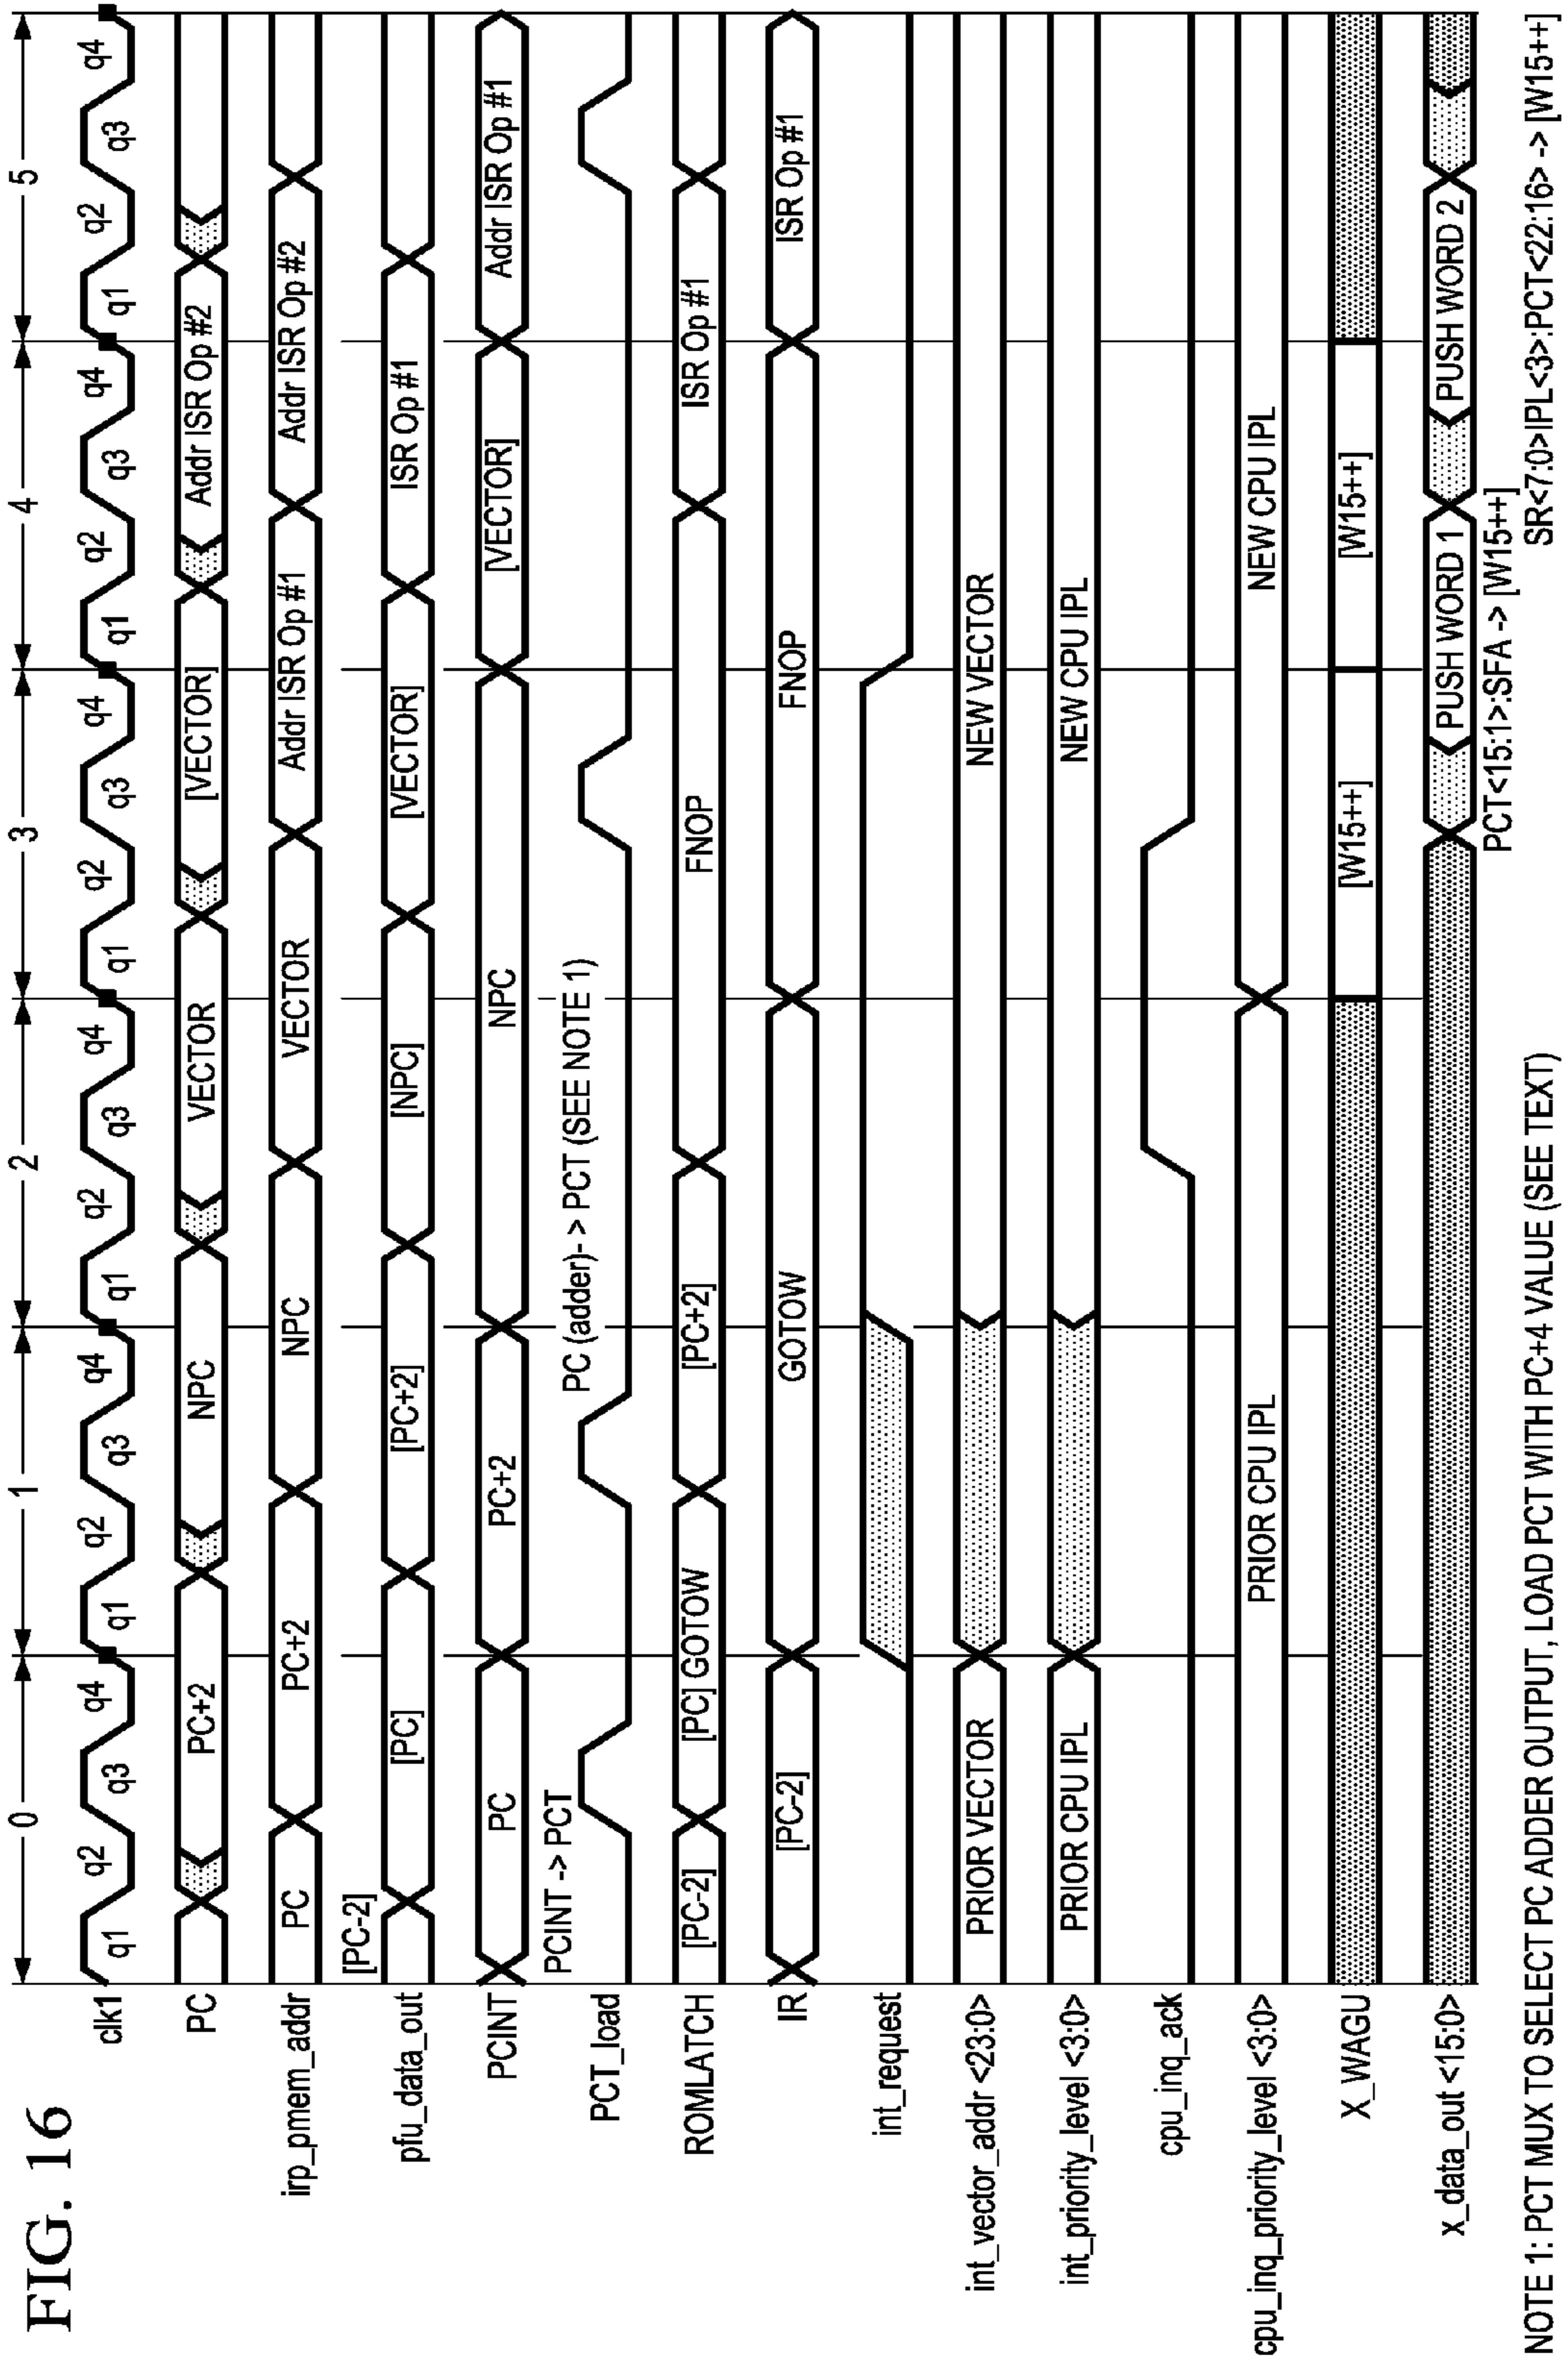 FIG. 16
0 1 2 3 4 5
clk1 q1 q2 q3 q4 q1 q2 q3 q4 q1 q2 q3 q4 q1 q2 q3 q4 q1 q2 q3 q4 q1 q2 q3 q4
PC PC+2 NPC VECTOR [VECTOR] Addr ISR Op #2
irp_pmem_addr PC PC+2 NPC VECTOR Addr ISR Op #1 Addr ISR Op #2
pfu_data_out [PC-2] [PC] [PC+2] [NPC] [VECTOR] ISR Op #1
PCINT PC PC+2 NPC [VECTOR] Addr ISR Op #1
PCINT -> PCT PC (adder)- > PCT (SEE NOTE 1)
PCT_load
ROMLATCH [PC-2] [PC] GOTOW [PC+2] FNOP ISR Op #1
IR [PC-2] GOTOW FNOP ISR Op #1
int_request
int_vector_addr <23:0> PRIOR VECTOR NEW VECTOR
int_priority_level <3:0> PRIOR CPU IPL NEW CPU IPL
cpu_inq_ack
cpu_inq_priority_level <3:0> PRIOR CPU IPL NEW CPU IPL
X_WAGU [W15++] [W15++]
x_data_out <15:0> PUSH WORD 1 PUSH WORD 2
PCT<15:1>:SFA -> [W15++]
SR<7:0>IPL<3>:PCT<22:16> -> [W15++]
NOTE 1: PCT MUX TO SELECT PC ADDER OUTPUT, LOAD PCT WITH PC+4 VALUE (SEE TEXT)